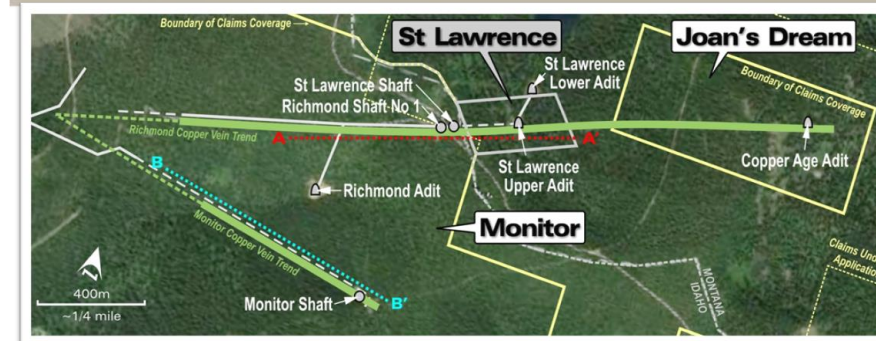 Boundary of Claims Coverage
St Lawrence
Joan's Dream
St Lawrence
Lower Adit
St Lawrence Shaft
Richmond Shaft No 1
Boundary of Claims Coverage
Richmond Copper Vein Trend
A
A'
B
St Lawrence
Upper Adit
Copper Age Adit
Richmond Adit
Monitor
Monitor Copper Vein Trend
Claims Und
Application
400m
~1/4 mile
Monitor Shaft
B'
MONTANA
IDAHO